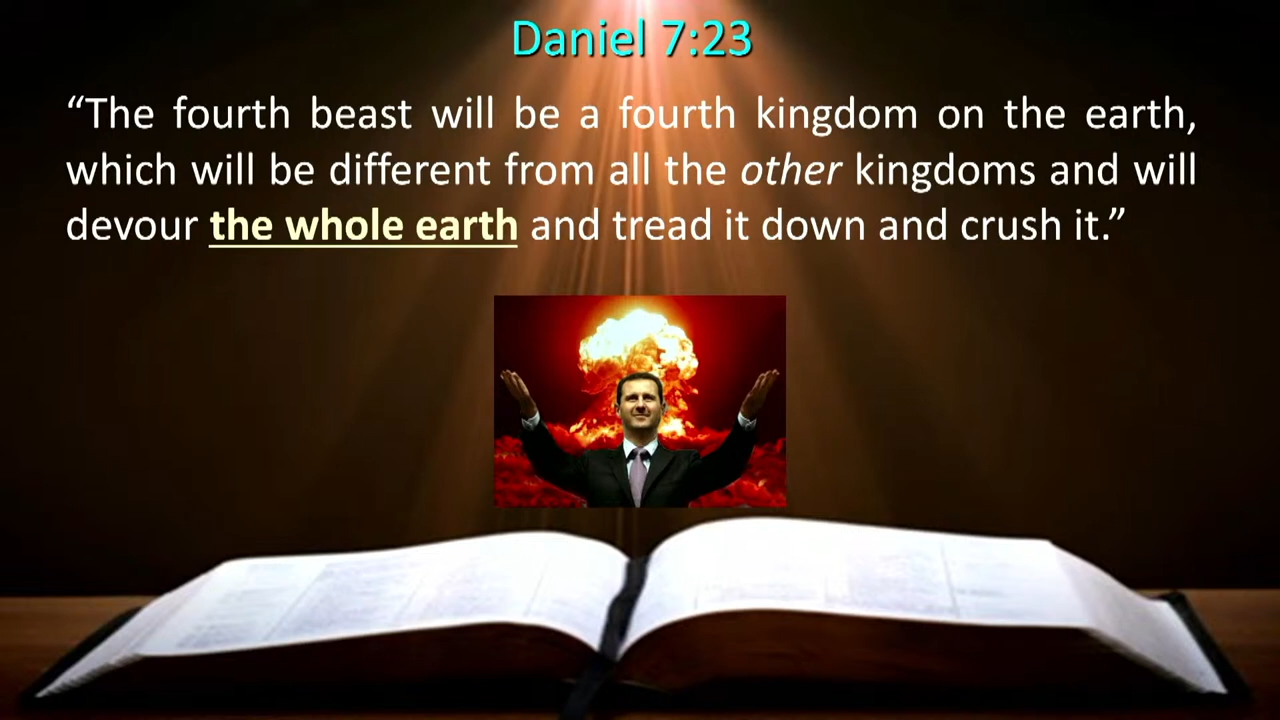 Daniel 7:23
“The fourth beast will be a fourth kingdom on the earth,
which will be different from all the other kingdoms and will
devour the whole earth and tread it down and crush it.”